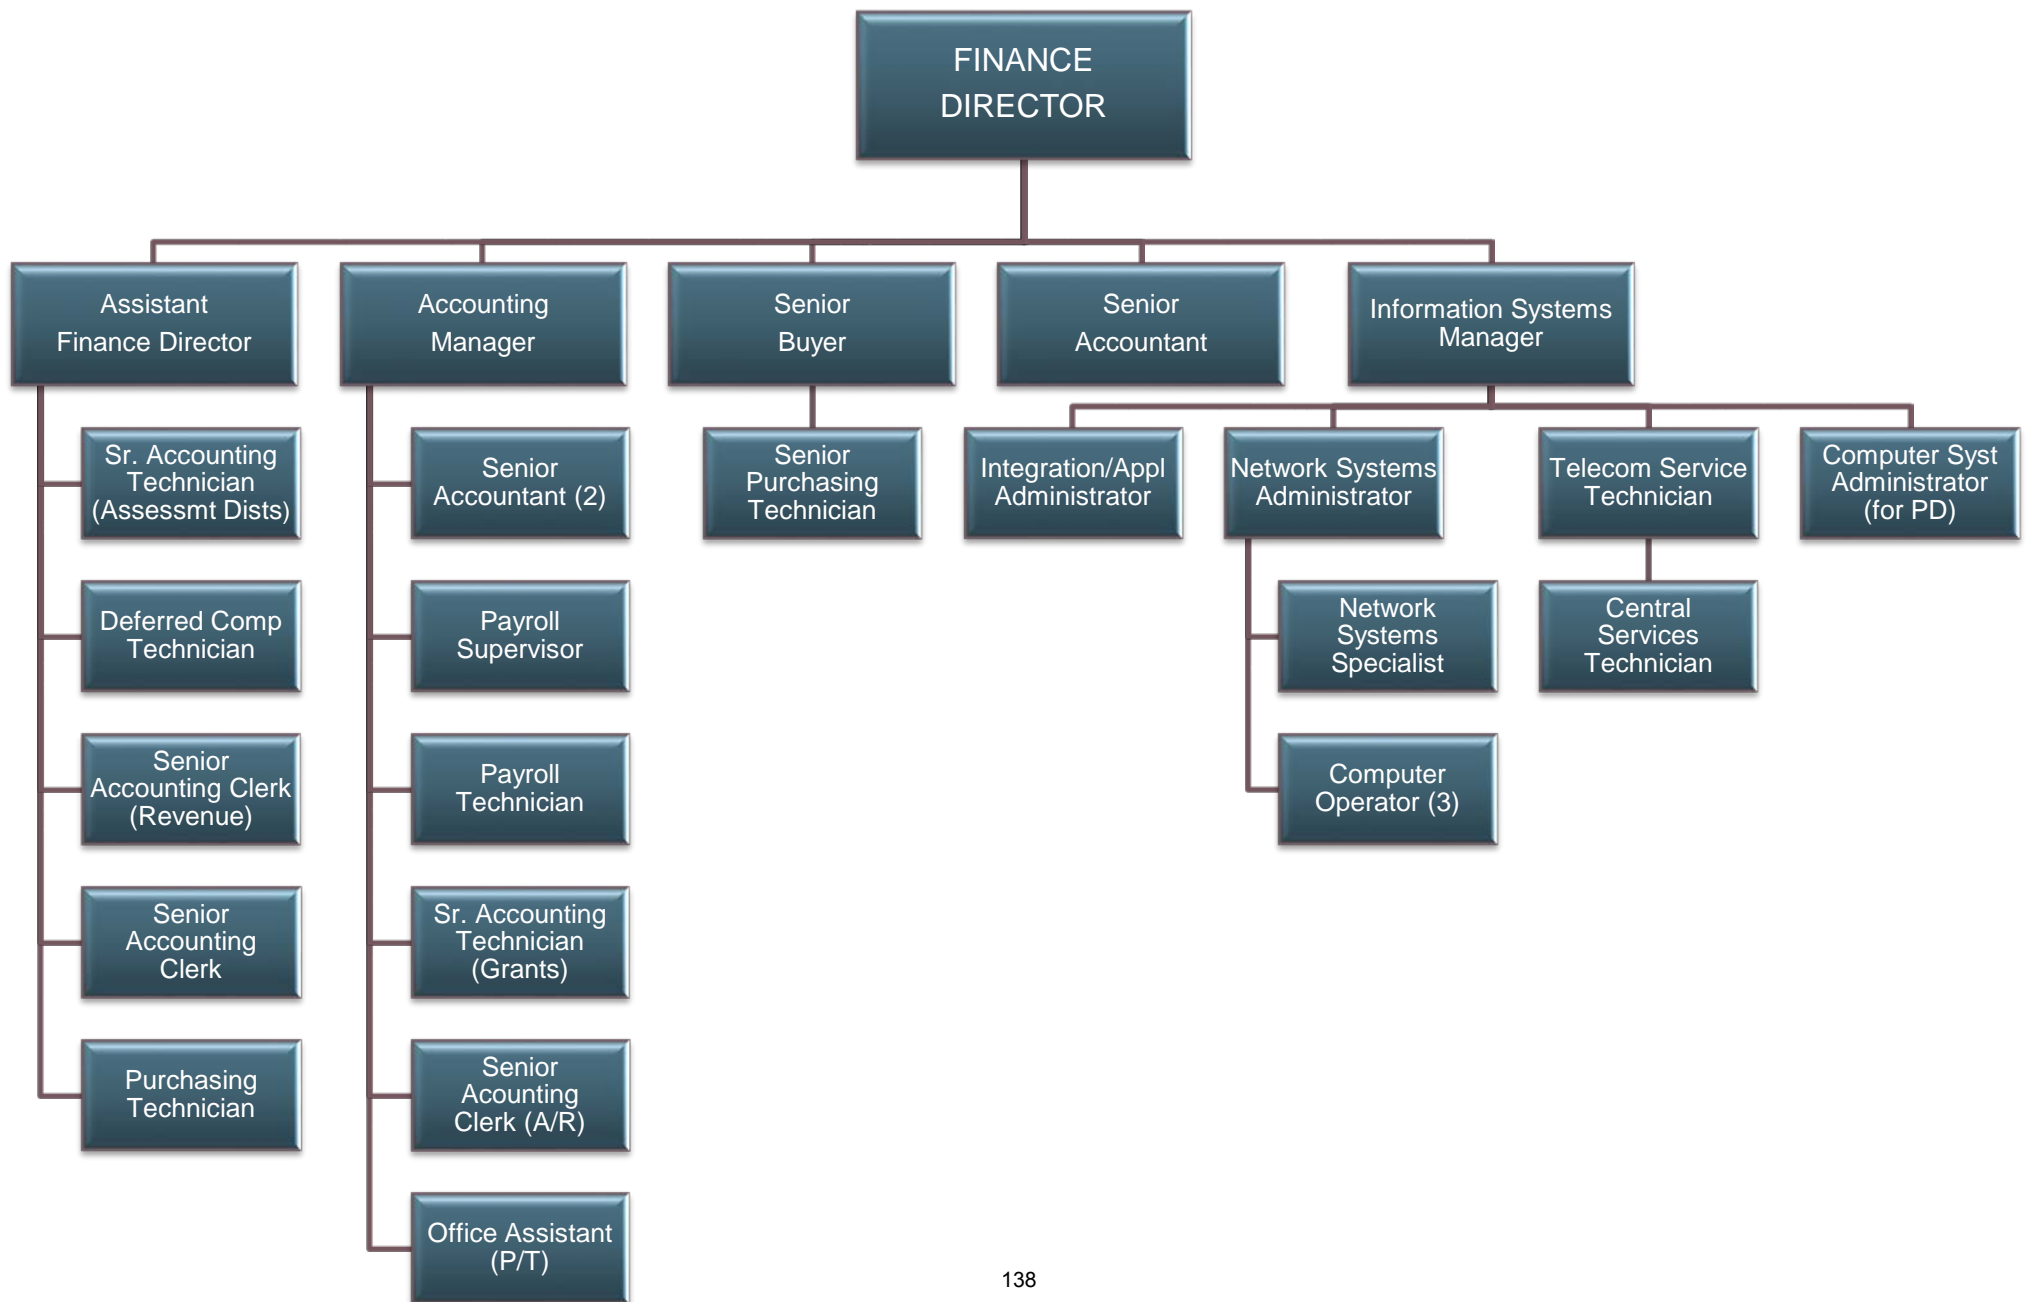 FINANCE
DIRECTOR
Assistant
Finance Director
Accounting
Manager
Senior
Buyer
Senior
Accountant
Information Systems
Manager
Sr. Accounting
Technician
(Assessmt Dists)
Senior
Accountant (2)
Senior
Purchasing
Technician
Integration/Appl
Administrator
Network Systems
Administrator
Telecom Service
Technician
Computer Syst
Administrator
(for PD)
Deferred Comp
Technician
Payroll
Supervisor
Network
Systems
Specialist
Central
Services
Technician
Senior
Accounting Clerk
(Revenue)
Payroll
Technician
Computer
Operator (3)
Senior
Accounting
Clerk
Sr. Accounting
Technician
(Grants)
Purchasing
Technician
Senior
Acounting
Clerk (A/R)
Office Assistant
(P/T)
138